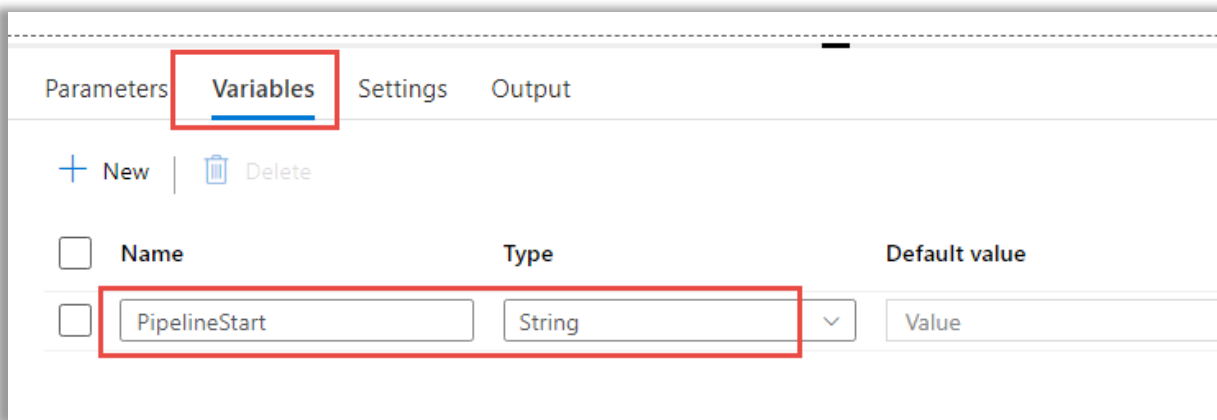 Parameters Variables Settings Output
New Delete
Name Type Default value
PipelineStart String Value